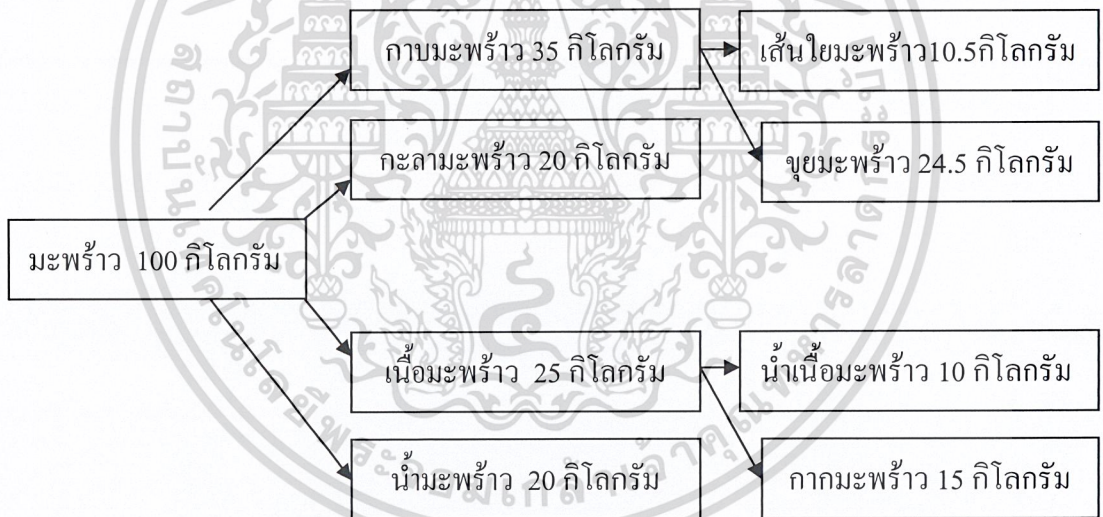 กาบมะพร้าว 35 กิโลกรัม
เส้นใยมะพร้าว10.5กิโลกรัม
กะลามะพร้าว 20 กิโลกรัม
ขุยมะพร้าว 24.5 กิโลกรัม
มะพร้าว 100 กิโลกรัม
เนื้อมะพร้าว 25 กิโลกรัม
น้ำเนื้อมะพร้าว 10 กิโลกรัม
น้ำมะพร้าว 20 กิโลกรัม
กากมะพร้าว 15 กิโลกรัม